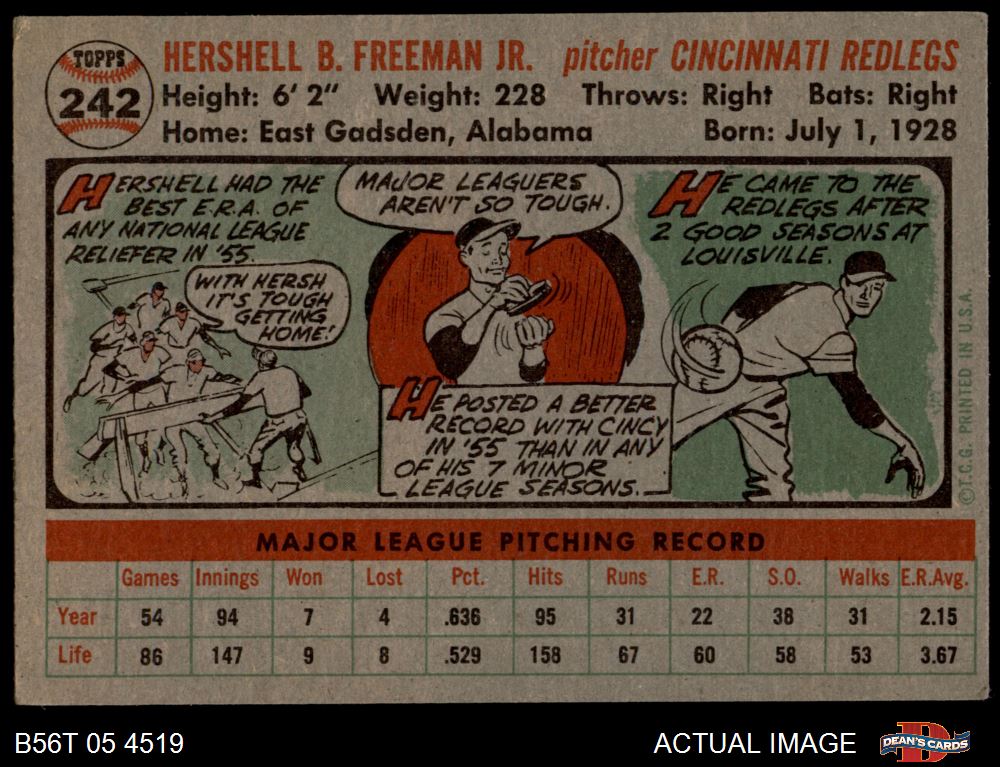 TOPPS
242
HERSHELL B. FREEMAN JR. pitcher CINCINNATI REDLEGS
Height: 6' 2" Weight: 228 Throws: Right Bats: Right
Home: East Gadsden, Alabama Born: July 1, 1928
HERSHELL HAD THE
BEST E.R.A. OF
ANY NATIONAL LEAGUE
RELIEFER IN '55.
WITH HERSH
IT'S TOUGH
GETTING
HOME!
MAJOR LEAGUERS
AREN'T SO TOUGH.
HE POSTED A BETTER
RECORD WITH CINCY
IN '55 THAN IN ANY
OF HIS 7 MINOR
LEAGUE SEASONS.
HE CAME TO THE
REDLEGS AFTER
2 GOOD SEASONS AT
LOUISVILLE.
©T.C.G. PRINTED IN U.S.A.
MAJOR LEAGUE PITCHING RECORD
Games Innings Won Lost Pct. Hits Runs E.R. S.O. Walks E.R.Avg.
Year 54 94 7 4 .636 95 31 22 38 31 2.15
Life 86 147 9 8 .529 158 67 60 58 53 3.67
B56T 05 4519
ACTUAL IMAGE
D
DEAN'S CARDS